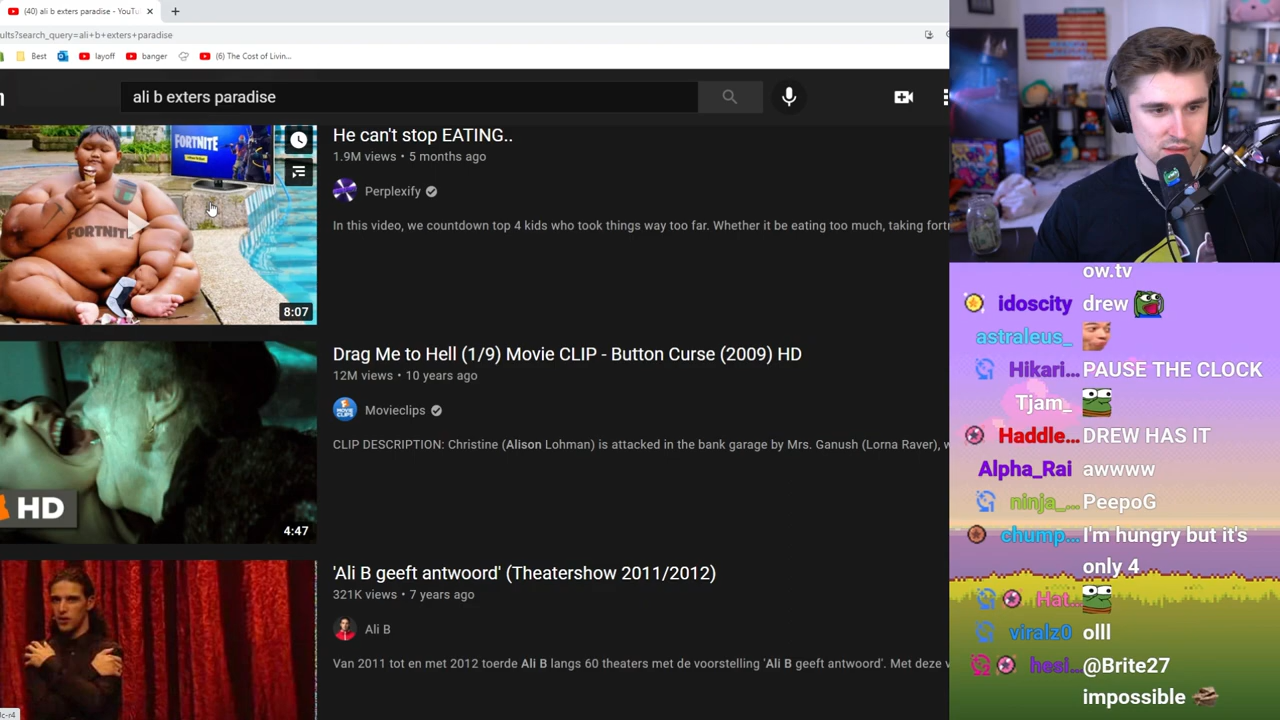 (40) ali b exters paradise - YouTu
ults?search_query=ali+b+exters+paradise
Best
layoff
banger
(6) The Cost of Livin...
ali b exters paradise
FORTNITE
FORTNITE
8:07
He can't stop EATING..
1.9M views • 5 months ago
Perplexify
In this video, we countdown top 4 kids who took things way too far. Whether it be eating too much, taking fortn
HD
4:47
Drag Me to Hell (1/9) Movie CLIP - Button Curse (2009) HD
12M views • 10 years ago
MOVIE CLIPS
Movieclips
CLIP DESCRIPTION: Christine (Alison Lohman) is attacked in the bank garage by Mrs. Ganush (Lorna Raver), w
'Ali B geeft antwoord' (Theatershow 2011/2012)
321K views • 7 years ago
Ali B
Van 2011 tot en met 2012 toerde Ali B langs 60 theaters met de voorstelling 'Ali B geeft antwoord'. Met deze v
c-r4
ow.tv
idoscity drew
astraleus_
Hikari... PAUSE THE CLOCK
Tjam_
Haddle... DREW HAS IT
Alpha_Rai awwww
ninja_... PeepoG
chump... I'm hungry but it's
only 4
Hat...
viralz0 olll
hesi... @Brite27
impossible